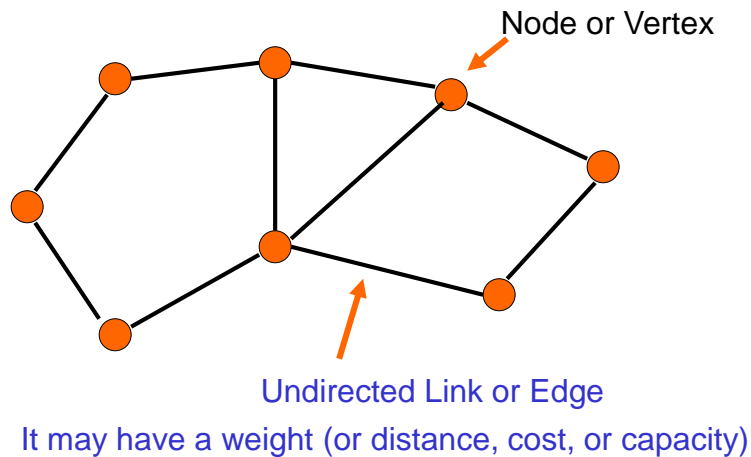 Node or Vertex
Undirected Link or Edge
It may have a weight (or distance, cost, or capacity)